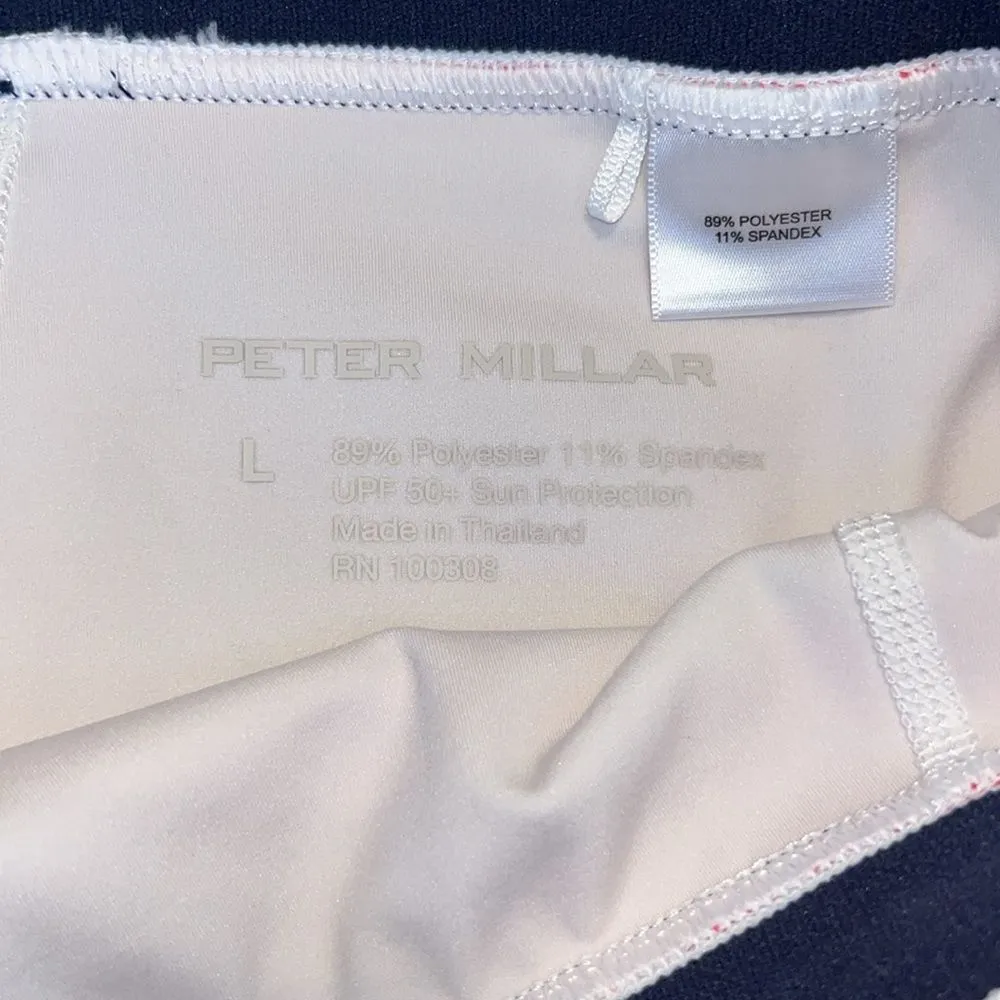 89% POLYESTER
11% SPANDEX
PETER MILLAR
L
89% Polyester 11% Spandex
UPF 50+ Sun Protection
Made in Thailand
RN 100308